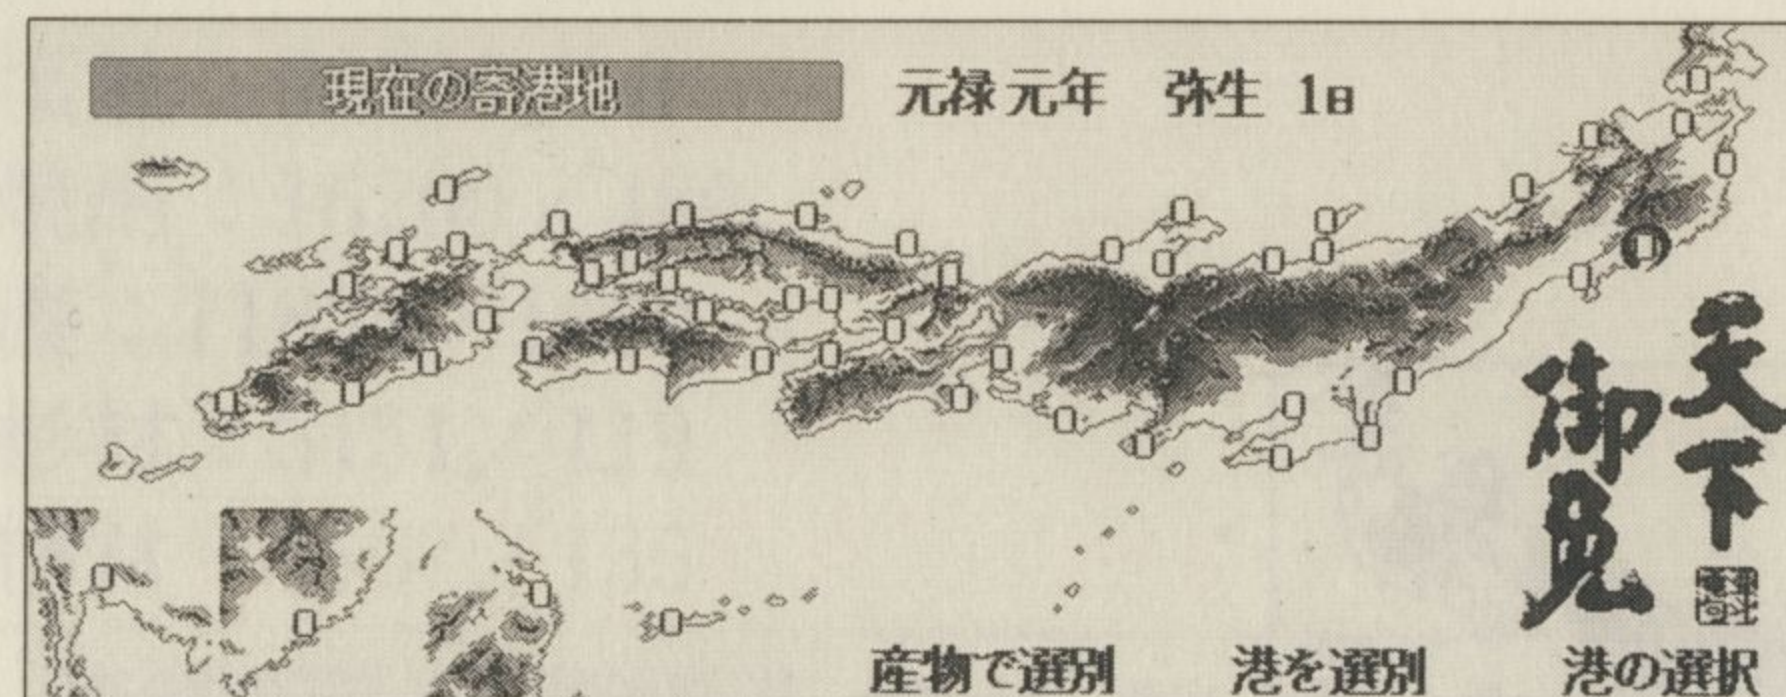 現在の寄港地
元禄元年 弥生 1日
天下
御免
産物で選別 港を選別 港の選択